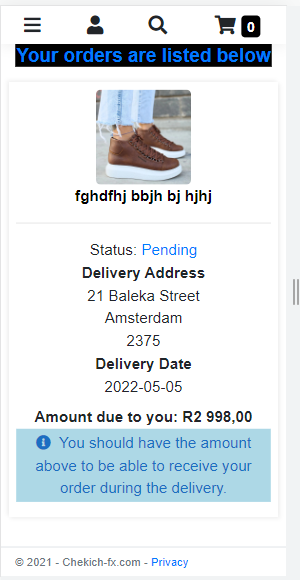 0
Your orders are listed below
fghdfhj bbjh bj hjhj
Status: Pending
Delivery Address
21 Baleka Street
Amsterdam
2375
Delivery Date
2022-05-05
Amount due to you: R2 998,00
You should have the amount
above to be able to receive your
order during the delivery.
© 2021 - Chekich-fx.com - Privacy